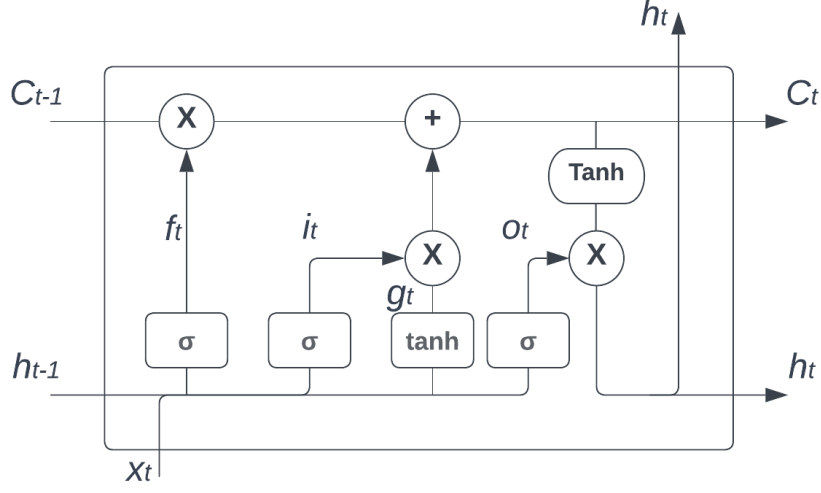 ht
Ct-1
X
+
Ct
Tanh
ft
it
ot
X
X
gt
σ
σ
tanh
σ
ht-1
ht
xt